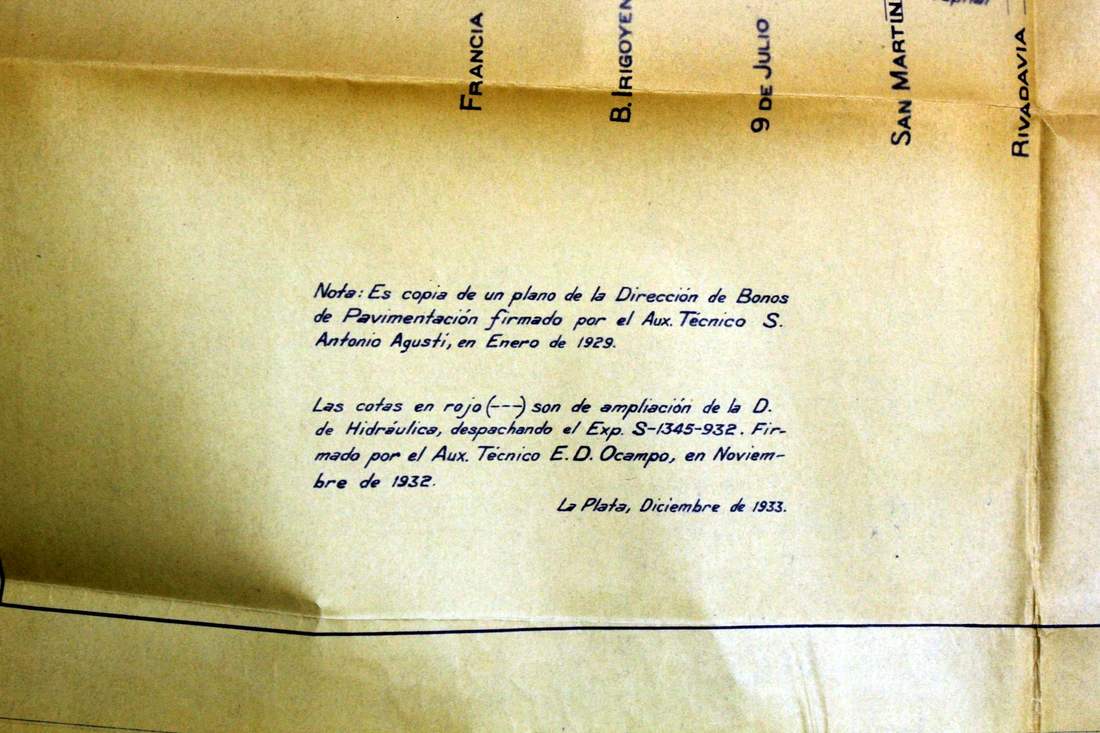 FRANCIA
B. IRIGOYEN
9 DE JULIO
SAN MARTIN
RIVADAVIA
Nota: Es copia de un plano de la Dirección de Bonos
de Pavimentación firmado por el Aux. Técnico S.
Antonio Agustí, en Enero de 1929.
Las cotas en rojo (---) son de ampliación de la D.
de Hidráulica, despachando el Exp. S-1345-932. Fir-
mado por el Aux. Técnico E. D. Ocampo, en Noviem-
bre de 1932.
La Plata, Diciembre de 1933.